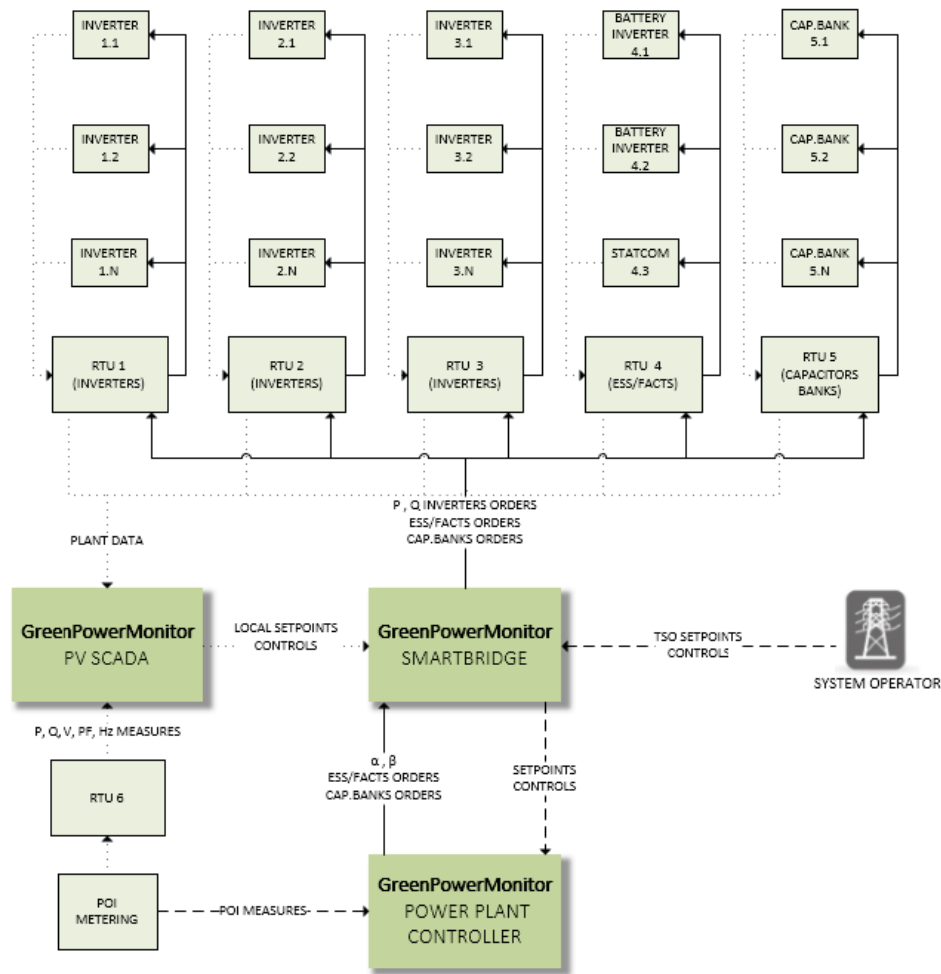 INVERTER
1.1
INVERTER
2.1
INVERTER
3.1
BATTERY
INVERTER
4.1
CAP.BANK
5.1
INVERTER
1.2
INVERTER
2.2
INVERTER
3.2
BATTERY
INVERTER
4.2
CAP.BANK
5.2
INVERTER
1.N
INVERTER
2.N
INVERTER
3.N
STATCOM
4.3
CAP.BANK
5.N
RTU 1
(INVERTERS)
RTU 2
(INVERTERS)
RTU 3
(INVERTERS)
RTU 4
(ESS/FACTS)
RTU 5
(CAPACITORS
BANKS)
P , Q INVERTERS ORDERS
ESS/FACTS ORDERS
CAP.BANKS ORDERS
PLANT DATA
GreenPowerMonitor
PV SCADA
LOCAL SETPOINTS
CONTROLS
GreenPowerMonitor
SMARTBRIDGE
TSO SETPOINTS
CONTROLS
SYSTEM OPERATOR
P, Q, V, PF, Hz MEASURES
RTU 6
α , β
ESS/FACTS ORDERS
CAP.BANKS ORDERS
SETPOINTS
CONTROLS
POI
METERING
POI MEASURES
GreenPowerMonitor
POWER PLANT
CONTROLLER